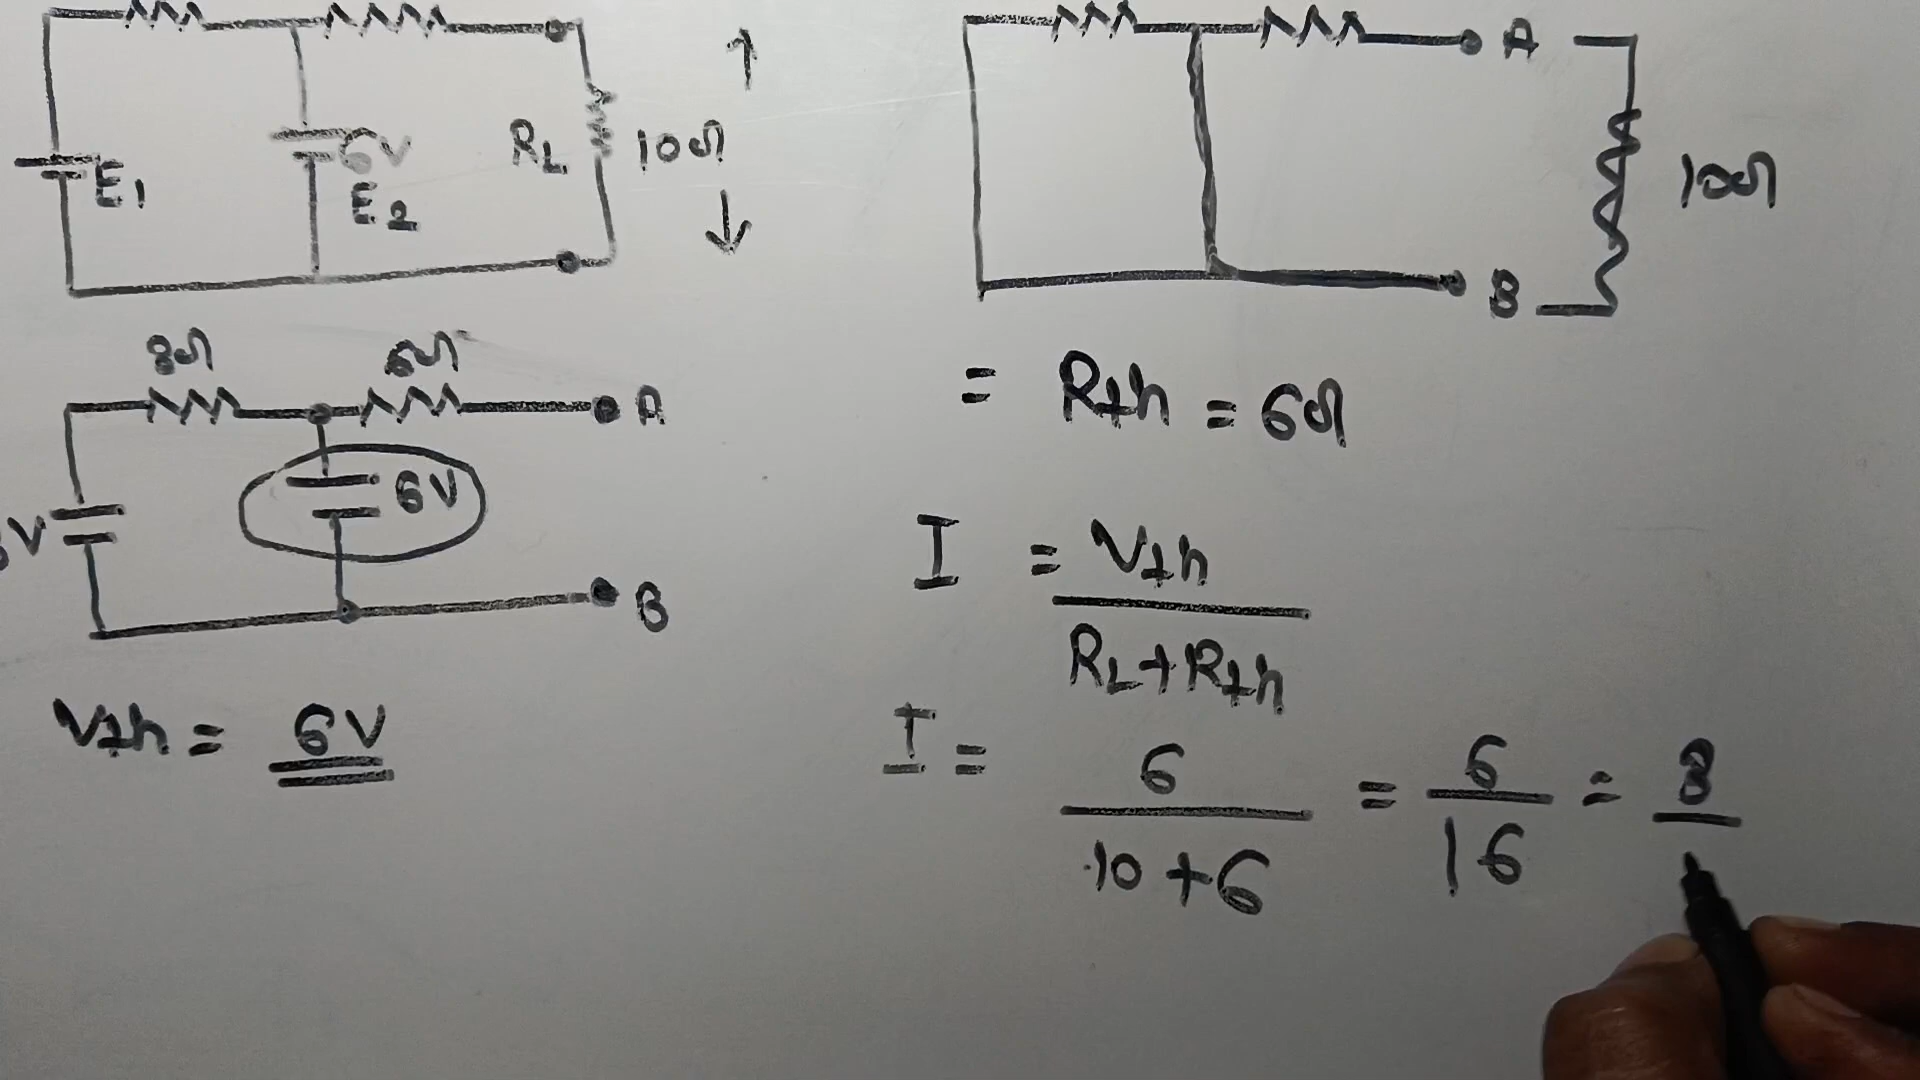 E1
6V
E2
RL
10Ω
A
B
10Ω
8Ω
6Ω
A
6V
V
B
Vth = 6V
= Rth = 6Ω
I = Vth / RL+Rth
I = 6 / 10+6 = 6 / 16 = 3